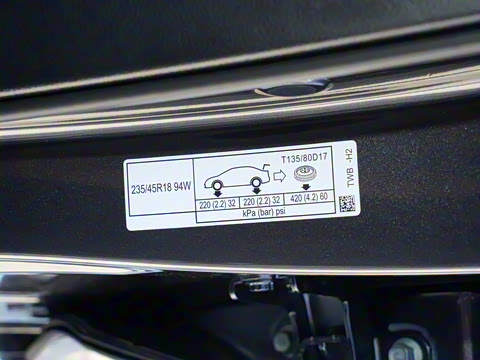 T135/80D17
235/45R18 94W
220 (2.2) 32 220 (2.2) 32 420 (4.2) 60
kPa (bar) psi
TWB -H2